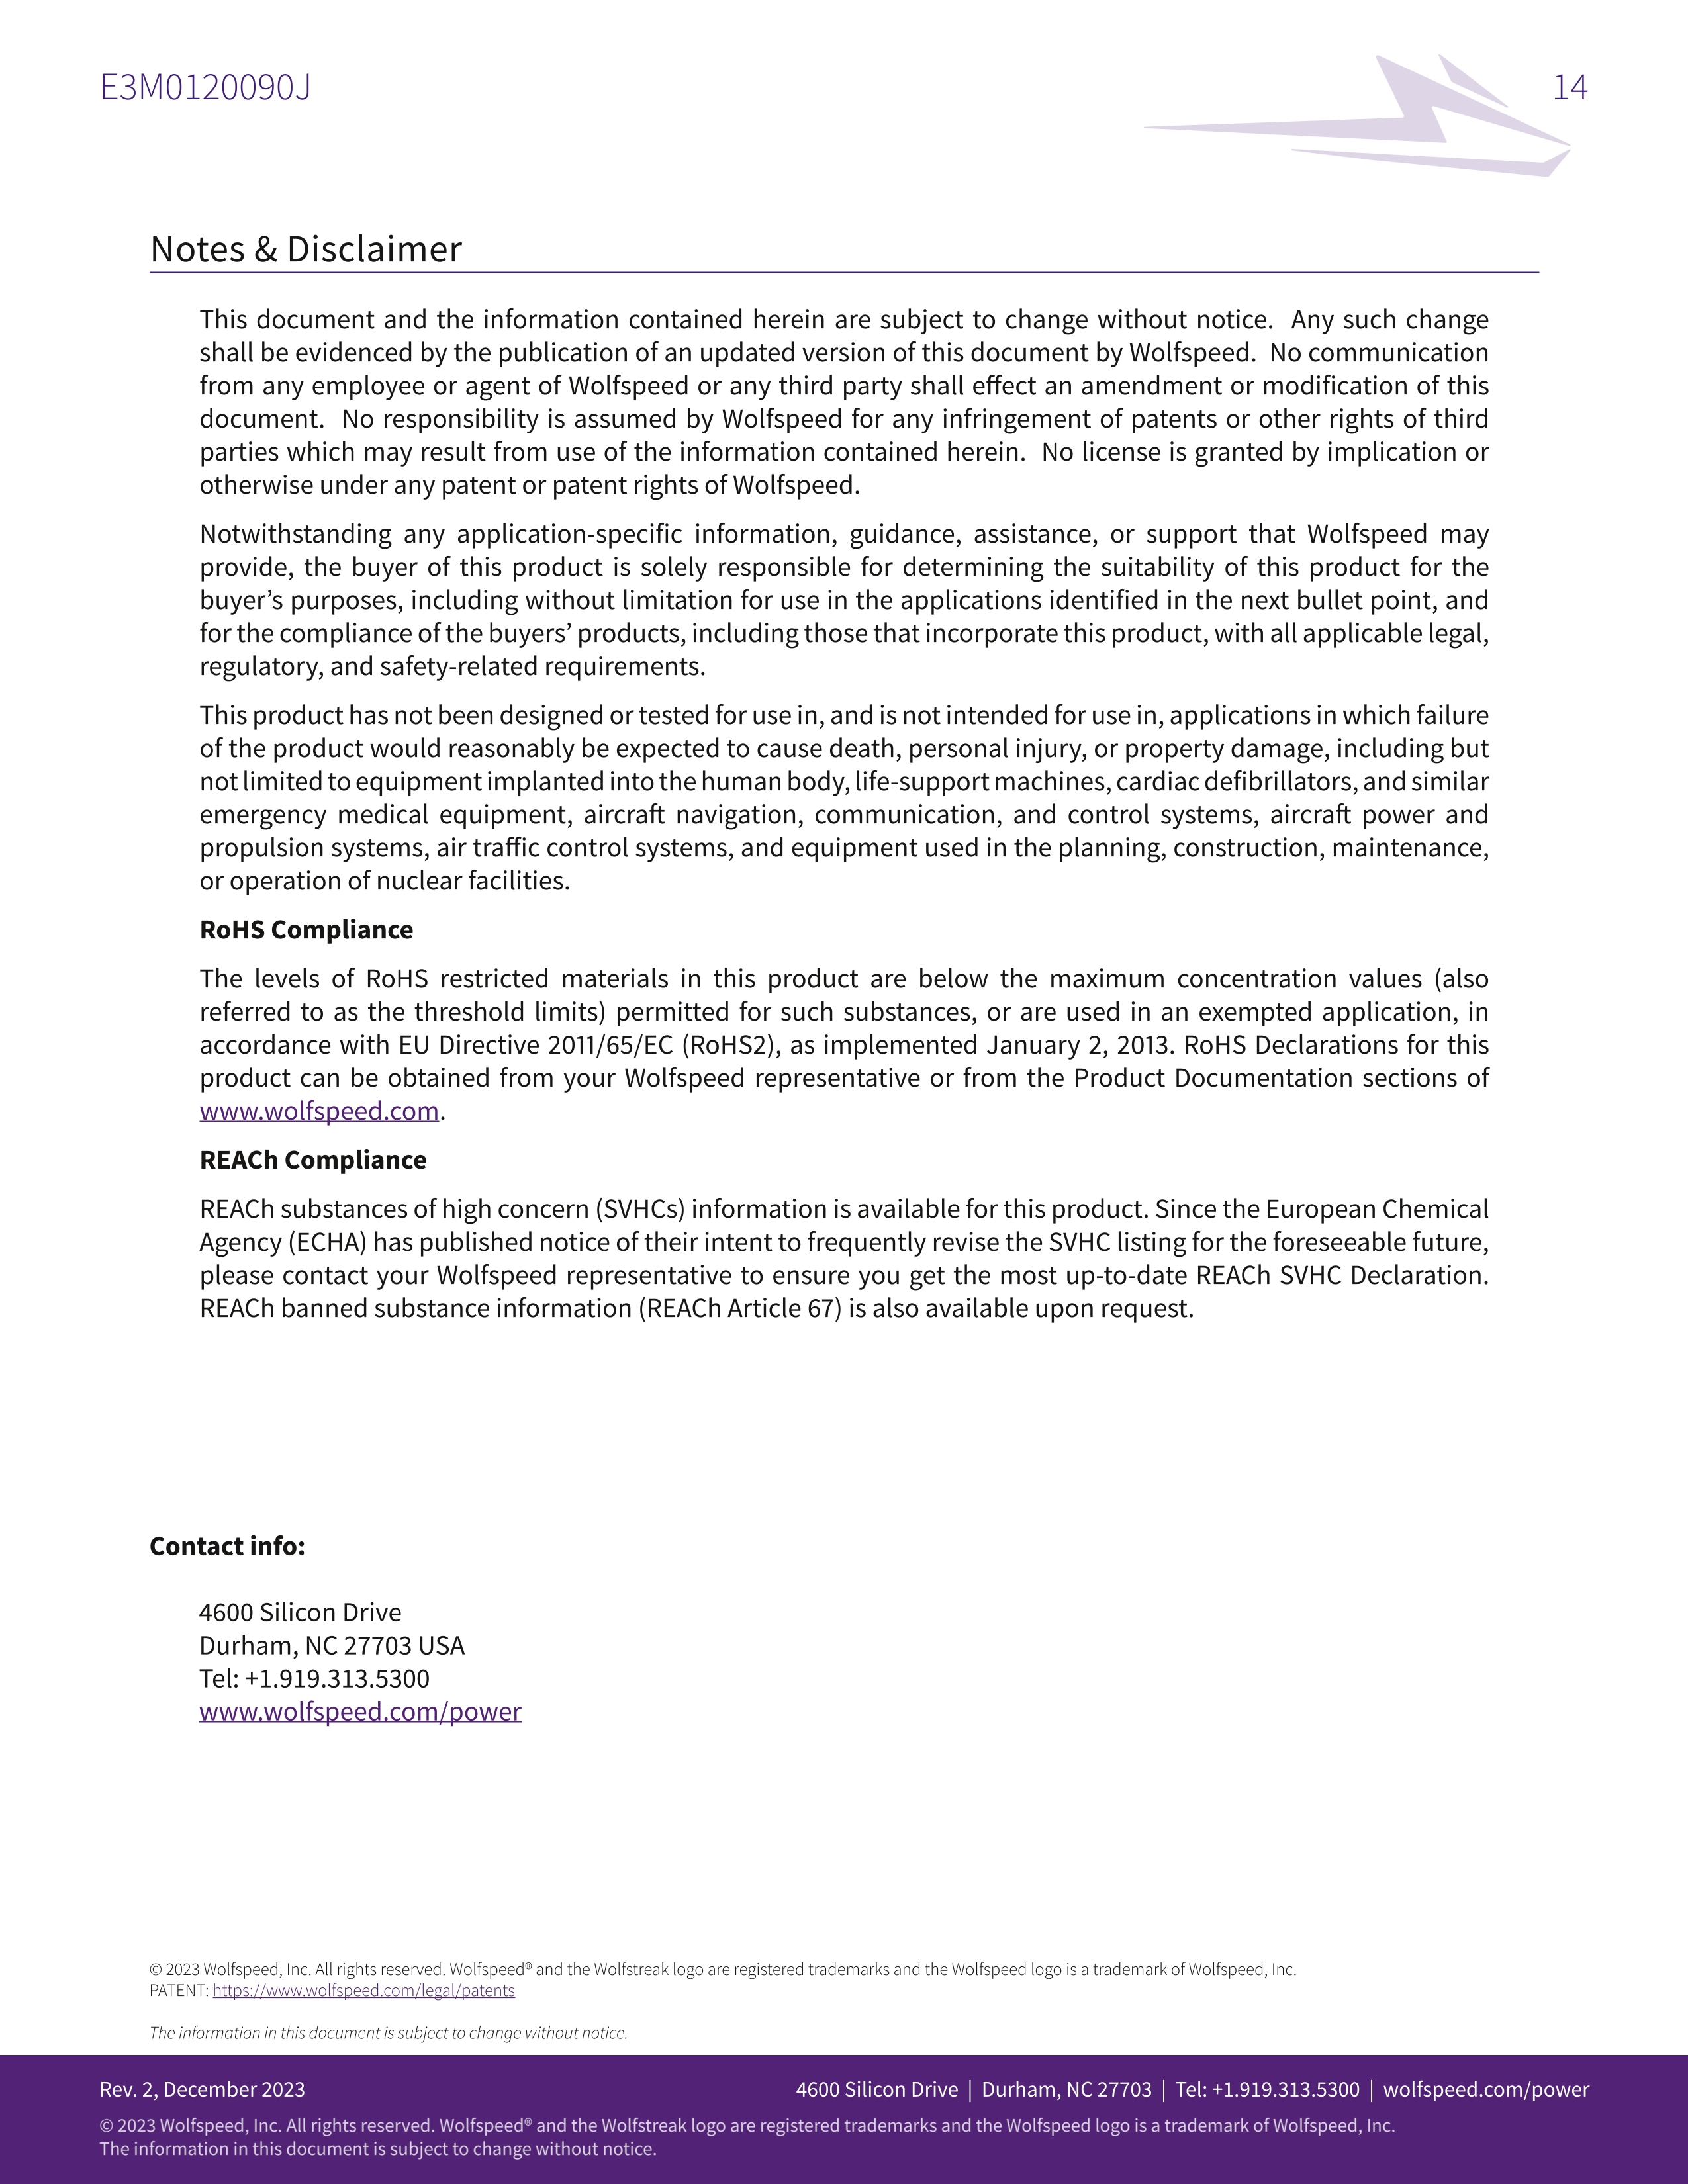 E3M0120090J
14
Notes & Disclaimer
This document and the information contained herein are subject to change without notice.  Any such change
shall be evidenced by the publication of an updated version of this document by Wolfspeed.  No communication
from any employee or agent of Wolfspeed or any third party shall effect an amendment or modification of this
document.  No responsibility is assumed by Wolfspeed for any infringement of patents or other rights of third
parties which may result from use of the information contained herein.  No license is granted by implication or
otherwise under any patent or patent rights of Wolfspeed.
Notwithstanding any application-specific information, guidance, assistance, or support that Wolfspeed may
provide, the buyer of this product is solely responsible for determining the suitability of this product for the
buyer’s purposes, including without limitation for use in the applications identified in the next bullet point, and
for the compliance of the buyers’ products, including those that incorporate this product, with all applicable legal,
regulatory, and safety-related requirements.
This product has not been designed or tested for use in, and is not intended for use in, applications in which failure
of the product would reasonably be expected to cause death, personal injury, or property damage, including but
not limited to equipment implanted into the human body, life-support machines, cardiac defibrillators, and similar
emergency medical equipment, aircraft navigation, communication, and control systems, aircraft power and
propulsion systems, air traffic control systems, and equipment used in the planning, construction, maintenance,
or operation of nuclear facilities.
RoHS Compliance
The levels of RoHS restricted materials in this product are below the maximum concentration values (also
referred to as the threshold limits) permitted for such substances, or are used in an exempted application, in
accordance with EU Directive 2011/65/EC (RoHS2), as implemented January 2, 2013. RoHS Declarations for this
product can be obtained from your Wolfspeed representative or from the Product Documentation sections of
www.wolfspeed.com.
REACh Compliance
REACh substances of high concern (SVHCs) information is available for this product. Since the European Chemical
Agency (ECHA) has published notice of their intent to frequently revise the SVHC listing for the foreseeable future,
please contact your Wolfspeed representative to ensure you get the most up-to-date REACh SVHC Declaration.
REACh banned substance information (REACh Article 67) is also available upon request.
Contact info:
4600 Silicon Drive
Durham, NC 27703 USA
Tel: +1.919.313.5300
www.wolfspeed.com/power
© 2023 Wolfspeed, Inc. All rights reserved. Wolfspeed® and the Wolfstreak logo are registered trademarks and the Wolfspeed logo is a trademark of Wolfspeed, Inc.
PATENT: https://www.wolfspeed.com/legal/patents
The information in this document is subject to change without notice.
Rev. 2, December 2023
4600 Silicon Drive | Durham, NC 27703 | Tel: +1.919.313.5300 | wolfspeed.com/power
© 2023 Wolfspeed, Inc. All rights reserved. Wolfspeed® and the Wolfstreak logo are registered trademarks and the Wolfspeed logo is a trademark of Wolfspeed, Inc.
The information in this document is subject to change without notice.